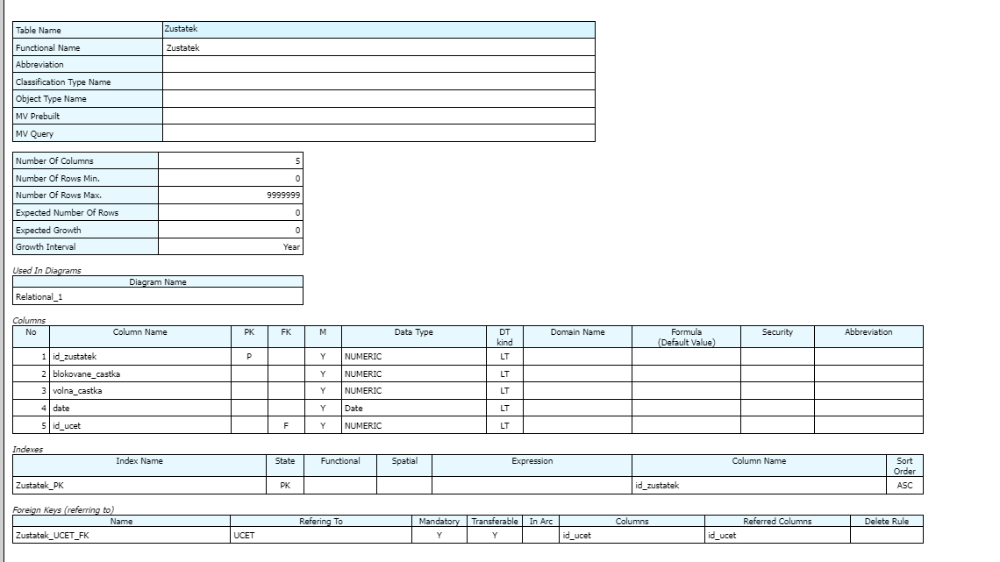 Table Name Zustatek
Functional Name Zustatek
Abbreviation
Classification Type Name
Object Type Name
MV Prebuilt
MV Query
Number Of Columns 5
Number Of Rows Min. 0
Number Of Rows Max. 9999999
Expected Number Of Rows 0
Expected Growth 0
Growth Interval Year
Used In Diagrams
Diagram Name
Relational_1
Columns
No Column Name PK FK M Data Type DT kind Domain Name Formula (Default Value) Security Abbreviation
1 id_zustatek P Y NUMERIC LT
2 blokovane_castka Y NUMERIC LT
3 volna_castka Y NUMERIC LT
4 date Y Date LT
5 id_ucet F Y NUMERIC LT
Indexes
Index Name State Functional Spatial Expression Column Name Sort Order
Zustatek_PK PK id_zustatek ASC
Foreign Keys (referring to)
Name Refering To Mandatory Transferable In Arc Columns Referred Columns Delete Rule
Zustatek_UCET_FK UCET Y Y id_ucet id_ucet